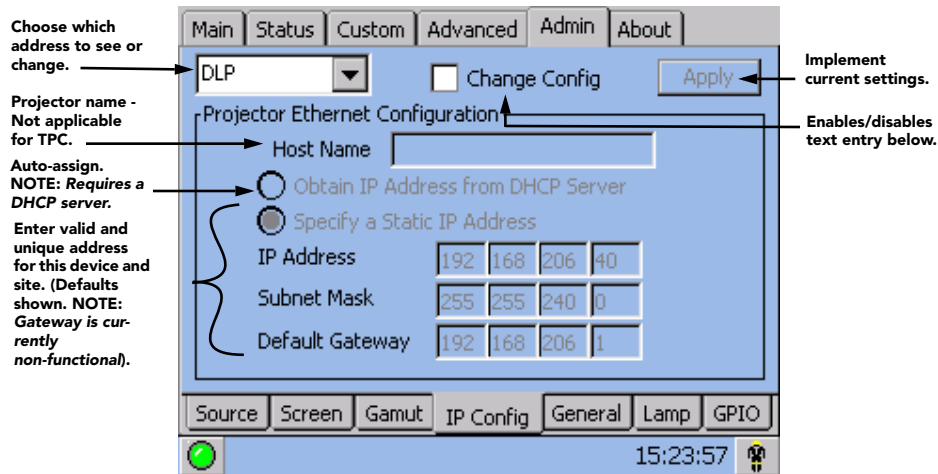 Choose which
address to see or
change.
Projector name -
Not applicable
for TPC.
Auto-assign.
NOTE: Requires a
DHCP server.
Enter valid and
unique address
for this device and
site. (Defaults
shown. NOTE:
Gateway is cur-
rently
non-functional).
Main Status Custom Advanced Admin About
DLP Change Config Apply
Projector Ethernet Configuration
Host Name
Obtain IP Address from DHCP Server
Specify a Static IP Address
IP Address 192 168 206 40
Subnet Mask 255 255 240 0
Default Gateway 192 168 206 1
Source Screen Gamut IP Config General Lamp GPIO
15:23:57
Implement
current settings.
Enables/disables
text entry below.